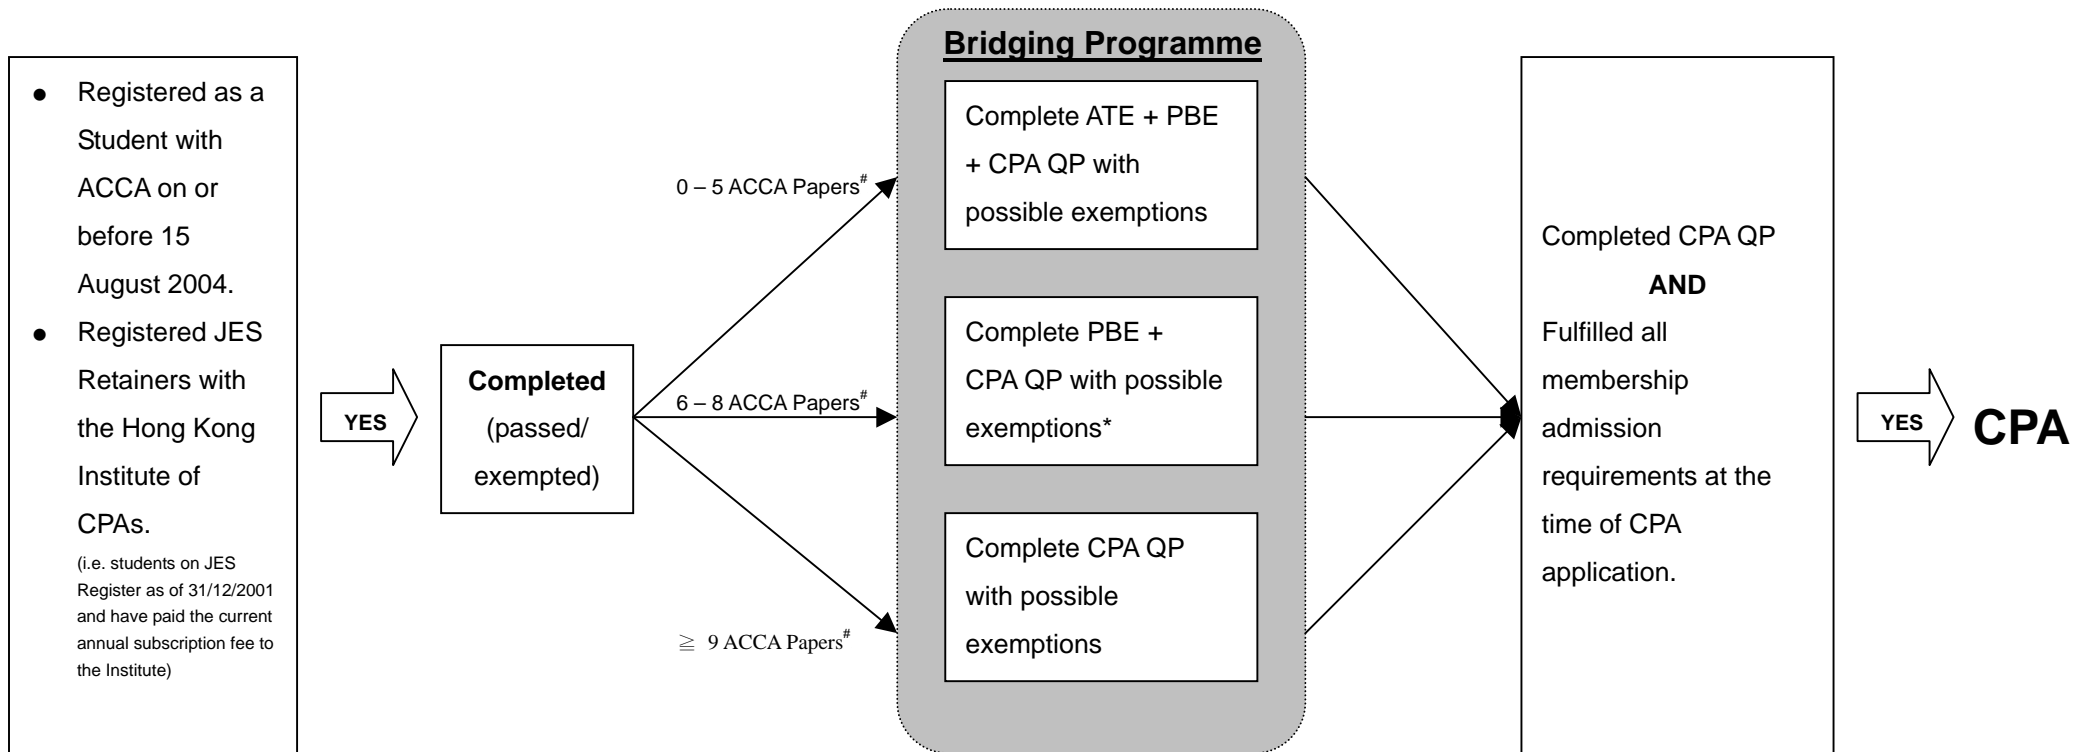 ● Registered as a
Student with
ACCA on or
before 15
August 2004.
● Registered JES
Retainers with
the Hong Kong
Institute of
CPAs.
(i.e. students on JES
Register as of 31/12/2001
and have paid the current
annual subscription fee to
the Institute)
YES
Completed
(passed/
exempted)
0 – 5 ACCA Papers#
6 – 8 ACCA Papers#
≧ 9 ACCA Papers#
Bridging Programme
Complete ATE + PBE
+ CPA QP with
possible exemptions
Complete PBE +
CPA QP with possible
exemptions*
Complete CPA QP
with possible
exemptions
Completed CPA QP
AND
Fulfilled all
membership
admission
requirements at the
time of CPA
application.
YES
CPA